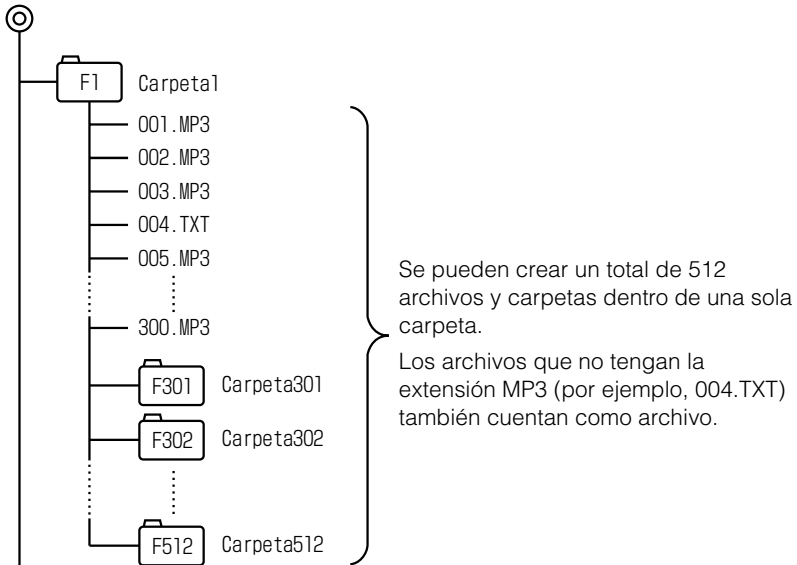 F1 Carpeta1
001.MP3
002.MP3
003.MP3
004.TXT
005.MP3
300.MP3
F301 Carpeta301
F302 Carpeta302
F512 Carpeta512
Se pueden crear un total de 512
archivos y carpetas dentro de una sola
carpeta.
Los archivos que no tengan la
extensión MP3 (por ejemplo, 004.TXT)
también cuentan como archivo.